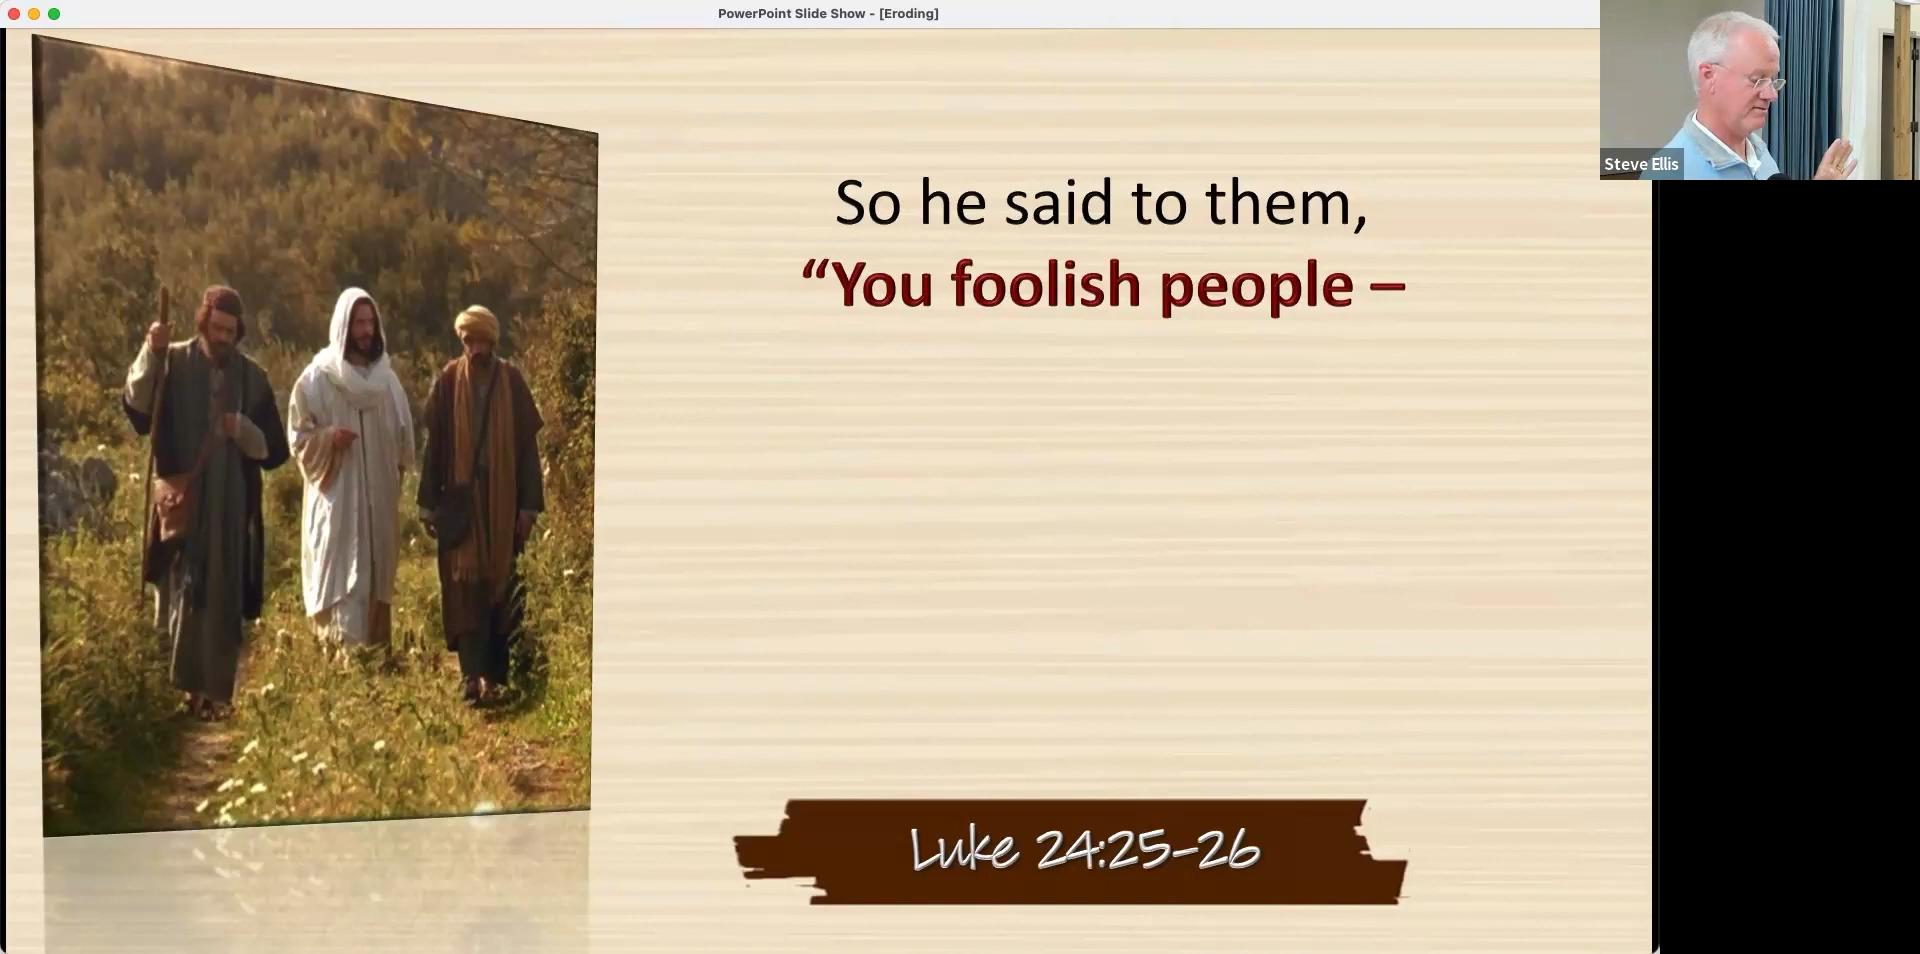 PowerPoint Slide Show - [Eroding]
Steve Ellis
So he said to them,
“You foolish people –
Luke 24:25-26